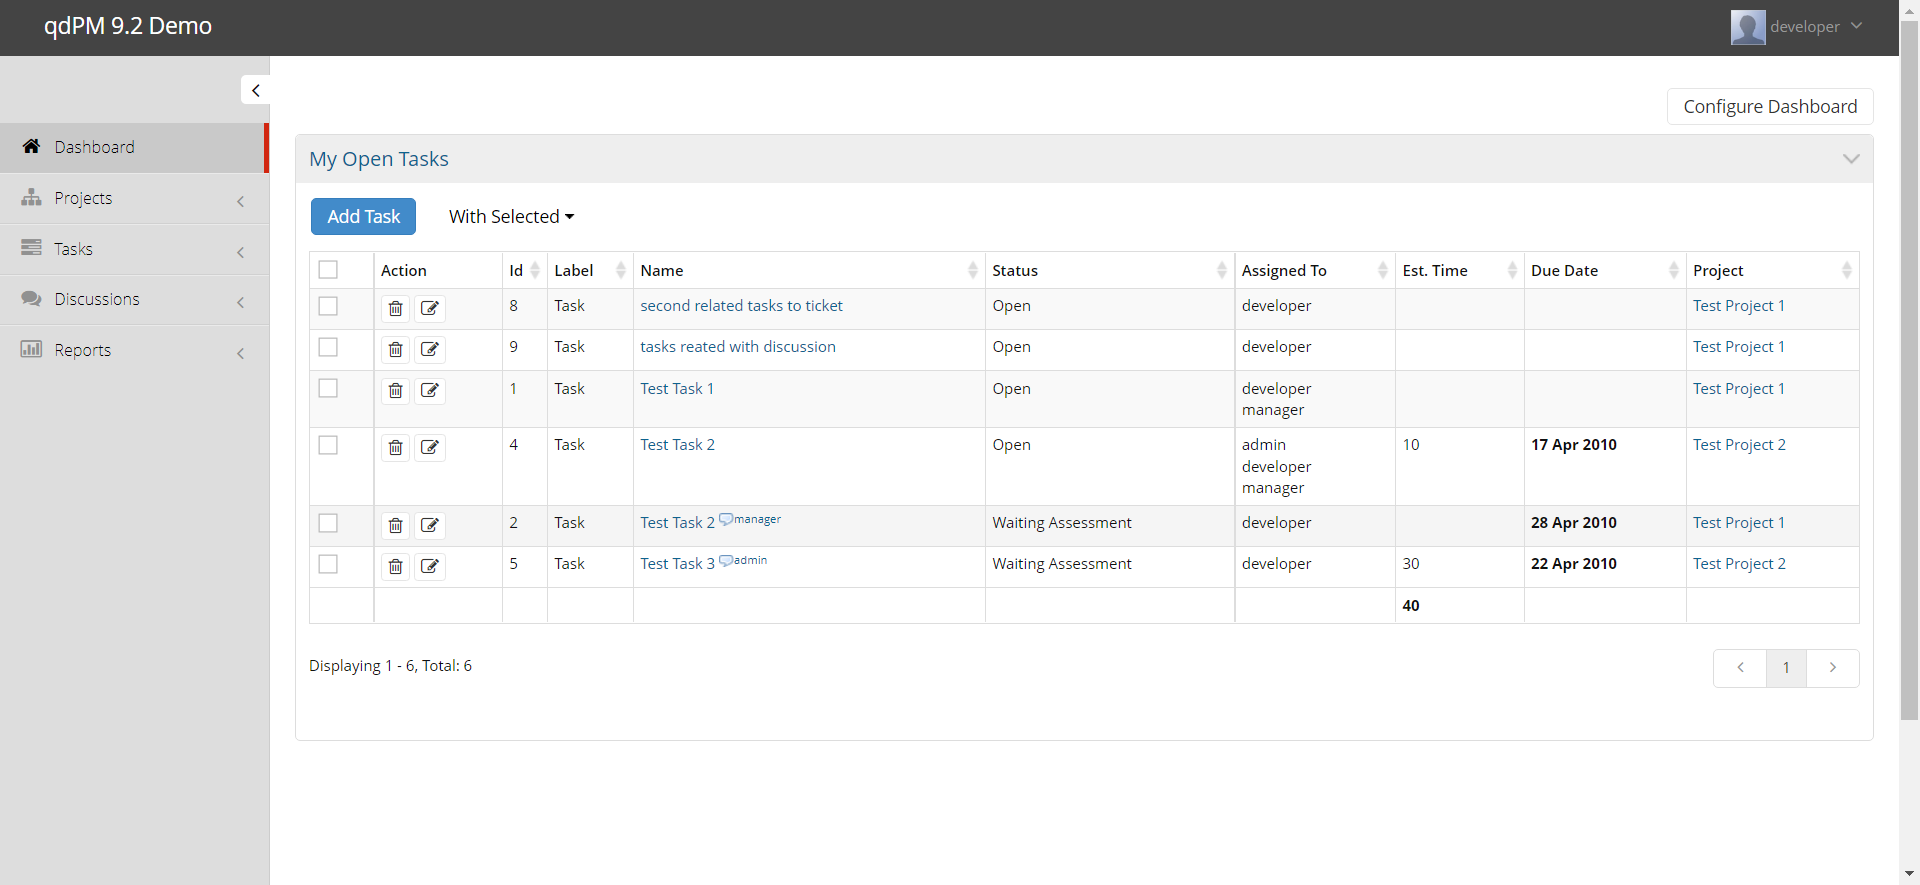 qdPM 9.2 Demo
developer
Configure Dashboard
Dashboard
Projects
Tasks
Discussions
Reports
My Open Tasks
Add Task
With Selected
Action Id Label Name Status Assigned To Est. Time Due Date Project
8 Task second related tasks to ticket Open developer Test Project 1
9 Task tasks reated with discussion Open developer Test Project 1
1 Task Test Task 1 Open developer Test Project 1
manager
4 Task Test Task 2 Open admin 10 17 Apr 2010 Test Project 2
developer
manager
2 Task Test Task 2 manager Waiting Assessment developer 28 Apr 2010 Test Project 1
5 Task Test Task 3 admin Waiting Assessment developer 30 22 Apr 2010 Test Project 2
40
Displaying 1 - 6, Total: 6
1